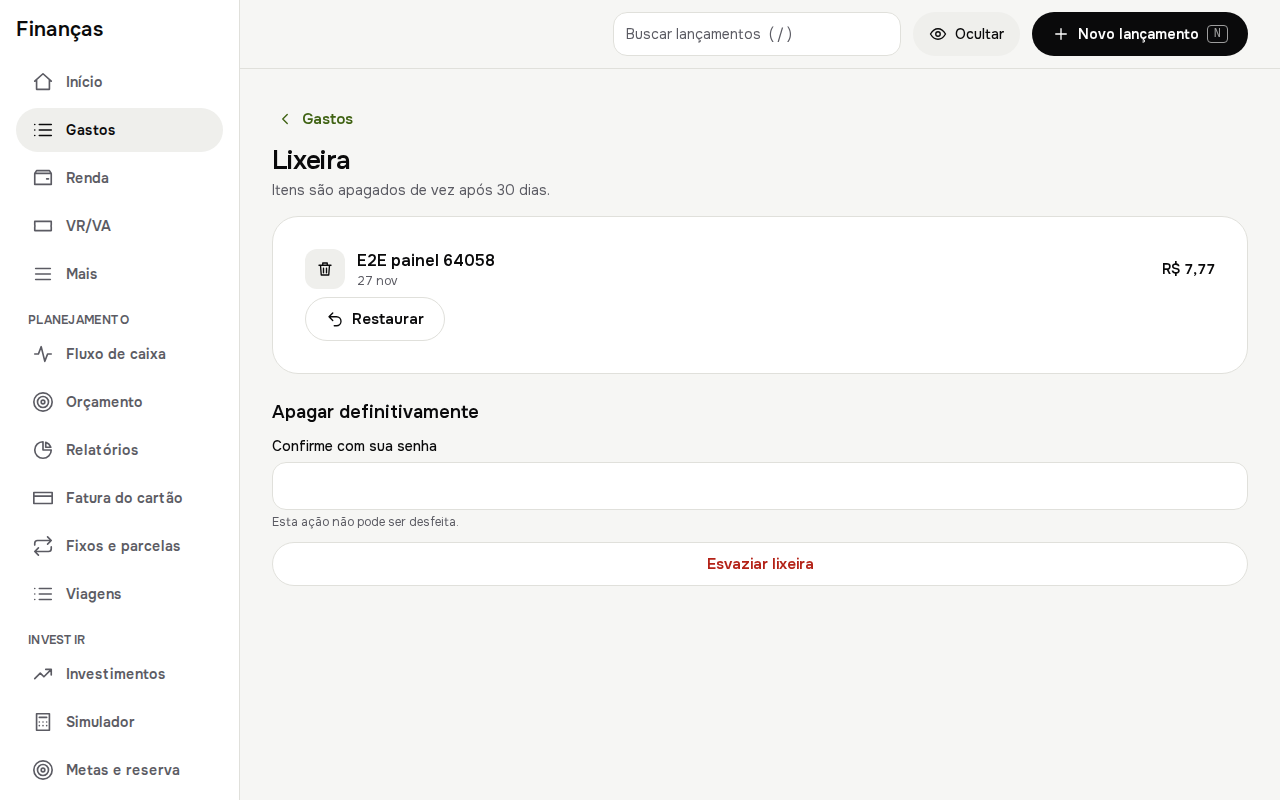 Finanças
Início
Gastos
Renda
VR/VA
Mais
PLANEJAMENTO
Fluxo de caixa
Orçamento
Relatórios
Fatura do cartão
Fixos e parcelas
Viagens
INVESTIR
Investimentos
Simulador
Metas e reserva
Buscar lançamentos ( / )
Ocultar
Novo lançamento N
Gastos
Lixeira
Itens são apagados de vez após 30 dias.
E2E painel 64058
27 nov
R$ 7,77
Restaurar
Apagar definitivamente
Confirme com sua senha
Esta ação não pode ser desfeita.
Esvaziar lixeira